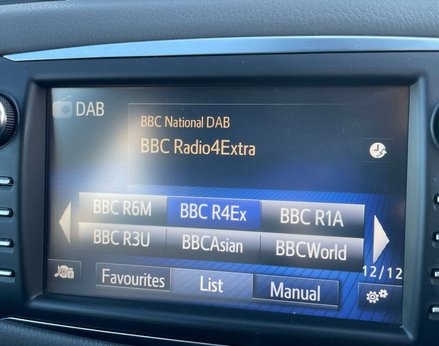 DAB
BBC National DAB
BBC Radio4Extra
BBC R6M BBC R4Ex BBC R1A
BBC R3U BBCAsian BBCWorld
12/12
Favourites List Manual